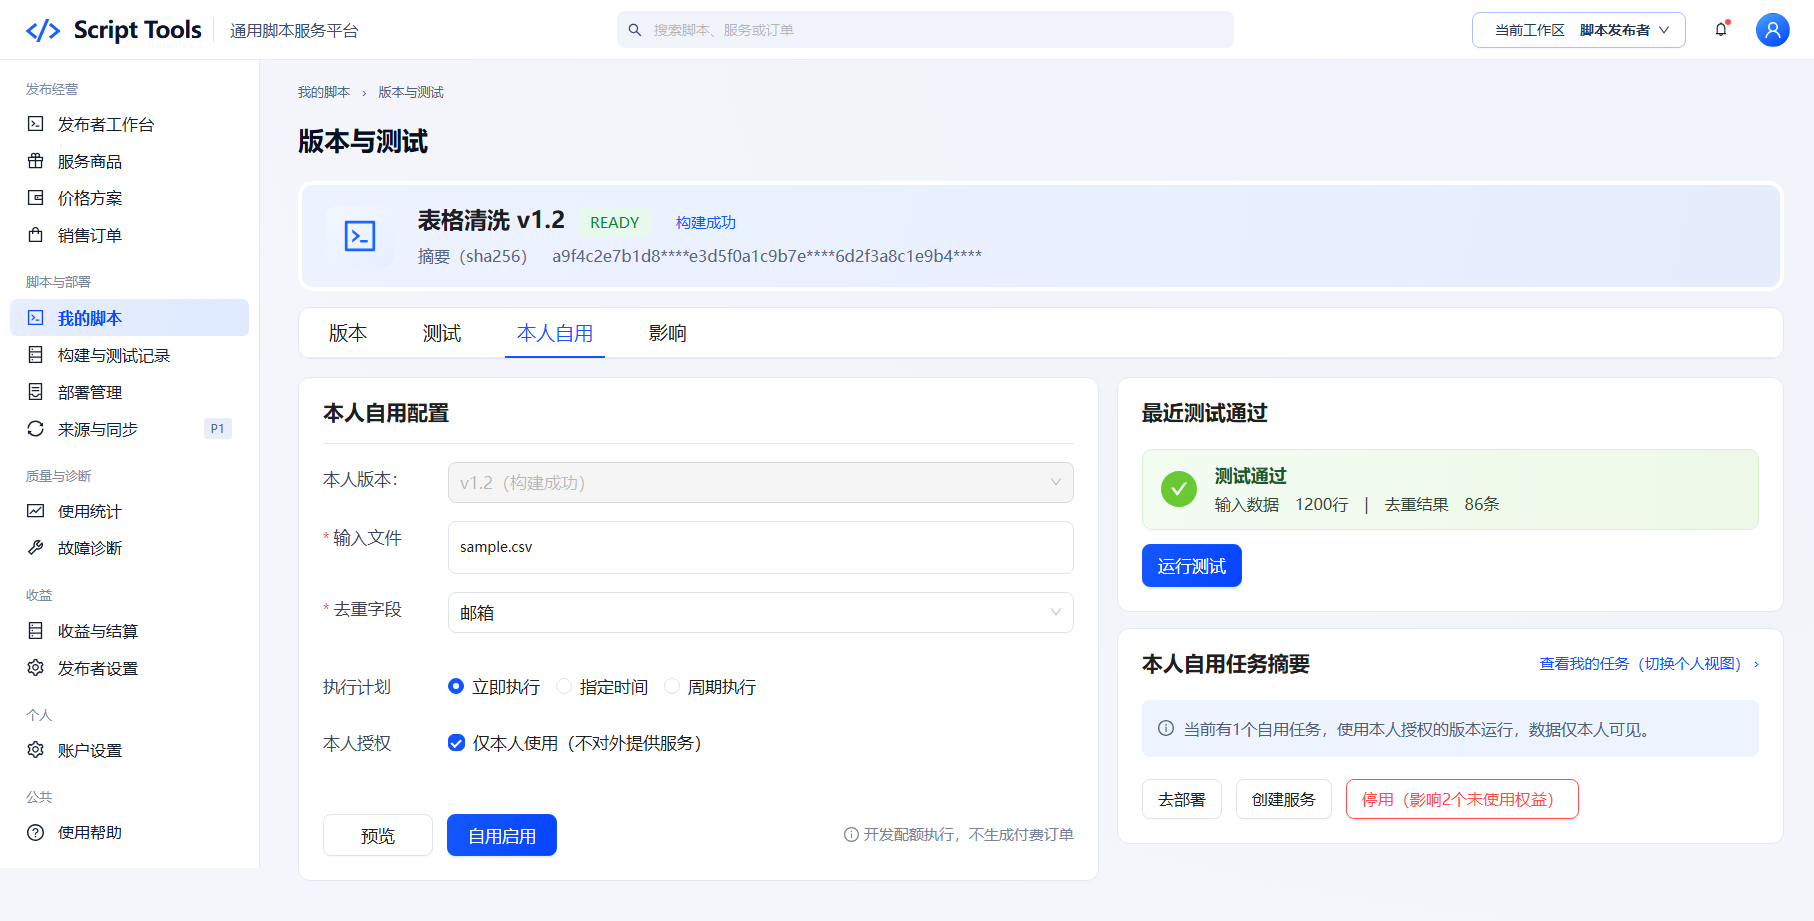 </> Script Tools 通用脚本服务平台
搜索脚本、服务或订单
当前工作区 脚本发布者
发布经营
发布者工作台
服务商品
价格方案
销售订单
脚本与部署
我的脚本
构建与测试记录
部署管理
来源与同步 P1
质量与诊断
使用统计
故障诊断
收益
收益与结算
发布者设置
个人
账户设置
公共
使用帮助
我的脚本 › 版本与测试
版本与测试
表格清洗 v1.2 READY 构建成功
摘要（sha256） a9f4c2e7b1d8****e3d5f0a1c9b7e****6d2f3a8c1e9b4****
版本 测试 本人自用 影响
本人自用配置
本人版本： v1.2（构建成功）
* 输入文件 sample.csv
* 去重字段 邮箱
执行计划 立即执行 指定时间 周期执行
本人授权 仅本人使用（不对外提供服务）
预览 自用启用 开发配额执行，不生成付费订单
最近测试通过
测试通过
输入数据 1200行 | 去重结果 86条
运行测试
本人自用任务摘要 查看我的任务（切换个人视图） ›
当前有1个自用任务，使用本人授权的版本运行，数据仅本人可见。
去部署 创建服务 停用（影响2个未使用权益）